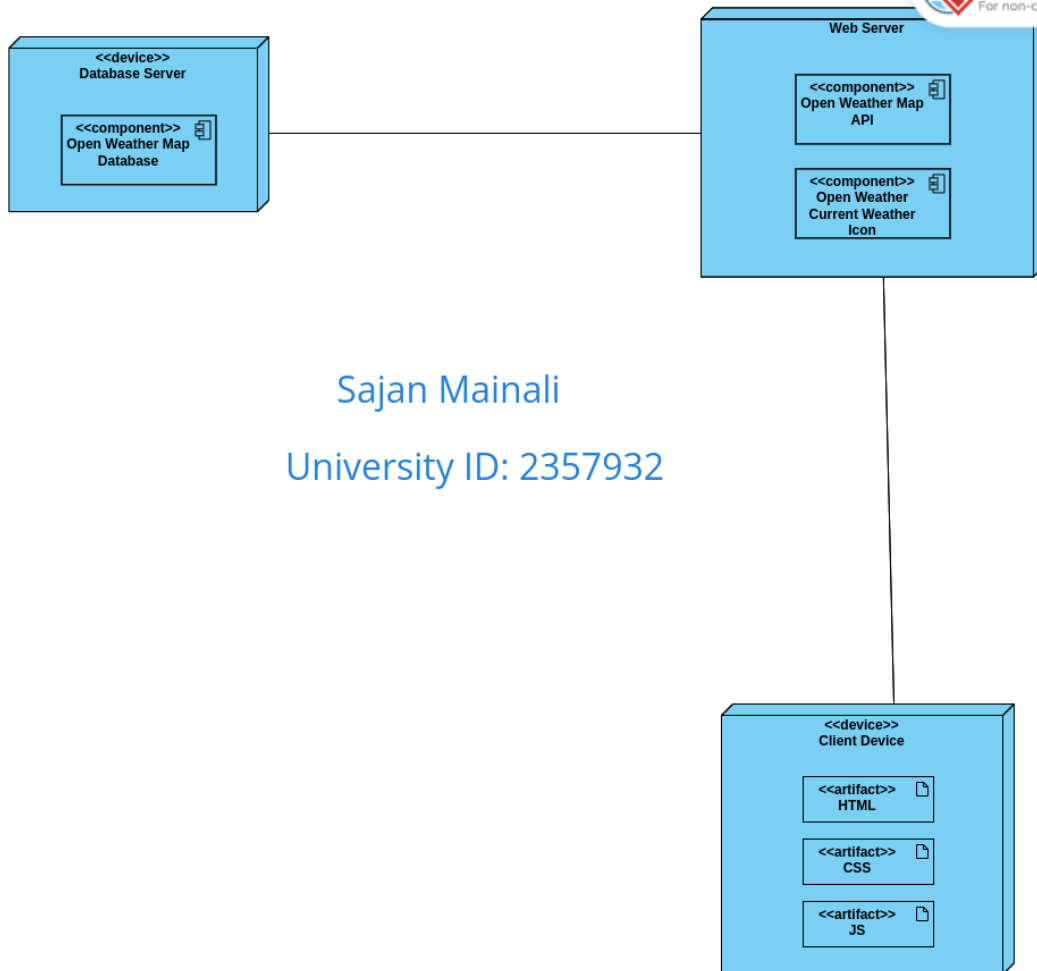 For non-c
Web Server
<<device>>
Database Server
<<component>>
Open Weather Map
API
<<component>>
Open Weather Map
Database
<<component>>
Open Weather
Current Weather
Icon
Sajan Mainali
University ID: 2357932
<<device>>
Client Device
<<artifact>>
HTML
<<artifact>>
CSS
<<artifact>>
JS